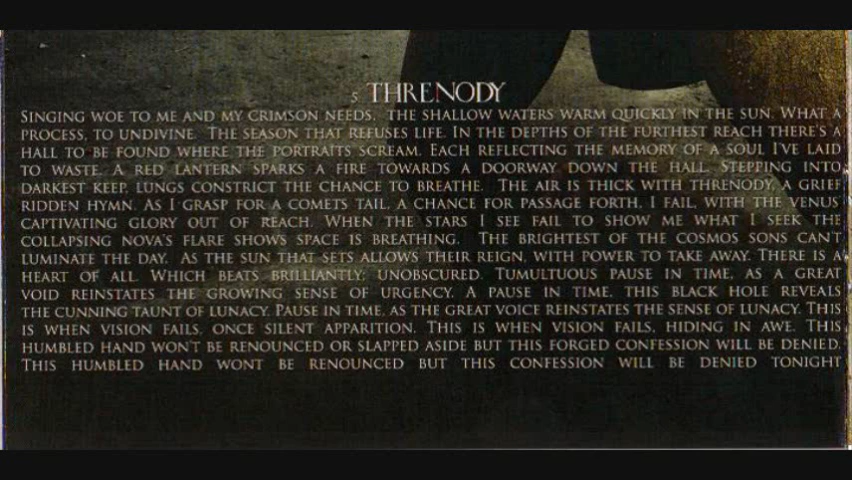 5 THRENODY
SINGING WOE TO ME AND MY CRIMSON NEEDS. THE SHALLOW WATERS WARM QUICKLY IN THE SUN. WHAT A
PROCESS, TO UNDIVINE. THE SEASON THAT REFUSES LIFE. IN THE DEPTHS OF THE FURTHEST REACH THERE'S A
HALL TO BE FOUND WHERE THE PORTRAITS SCREAM. EACH REFLECTING THE MEMORY OF A SOUL I'VE LAID
TO WASTE. A RED LANTERN SPARKS A FIRE TOWARDS A DOORWAY DOWN THE HALL. STEPPING INTO
DARKEST KEEP, LUNGS CONSTRICT THE CHANCE TO BREATHE. THE AIR IS THICK WITH THRENODY, A GRIEF
RIDDEN HYMN. AS I GRASP FOR A COMETS TAIL, A CHANCE FOR PASSAGE FORTH, I FAIL, WITH THE VENUS'
CAPTIVATING GLORY OUT OF REACH. WHEN THE STARS I SEE FAIL TO SHOW ME WHAT I SEEK THE
COLLAPSING NOVA'S FLARE SHOWS SPACE IS BREATHING. THE BRIGHTEST OF THE COSMOS SONS CAN'T
LUMINATE THE DAY. AS THE SUN THAT SETS ALLOWS THEIR REIGN, WITH POWER TO TAKE AWAY. THERE IS A
HEART OF ALL. WHICH BEATS BRILLIANTLY; UNOBSCURED. TUMULTUOUS PAUSE IN TIME, AS A GREAT
VOID REINSTATES THE GROWING SENSE OF URGENCY. A PAUSE IN TIME, THIS BLACK HOLE REVEALS
THE CUNNING TAUNT OF LUNACY. PAUSE IN TIME, AS THE GREAT VOICE REINSTATES THE SENSE OF LUNACY. THIS
IS WHEN VISION FAILS, ONCE SILENT APPARITION. THIS IS WHEN VISION FAILS, HIDING IN AWE. THIS
HUMBLED HAND WON'T BE RENOUNCED OR SLAPPED ASIDE BUT THIS FORGED CONFESSION WILL BE DENIED.
THIS HUMBLED HAND WONT BE RENOUNCED BUT THIS CONFESSION WILL BE DENIED TONIGHT